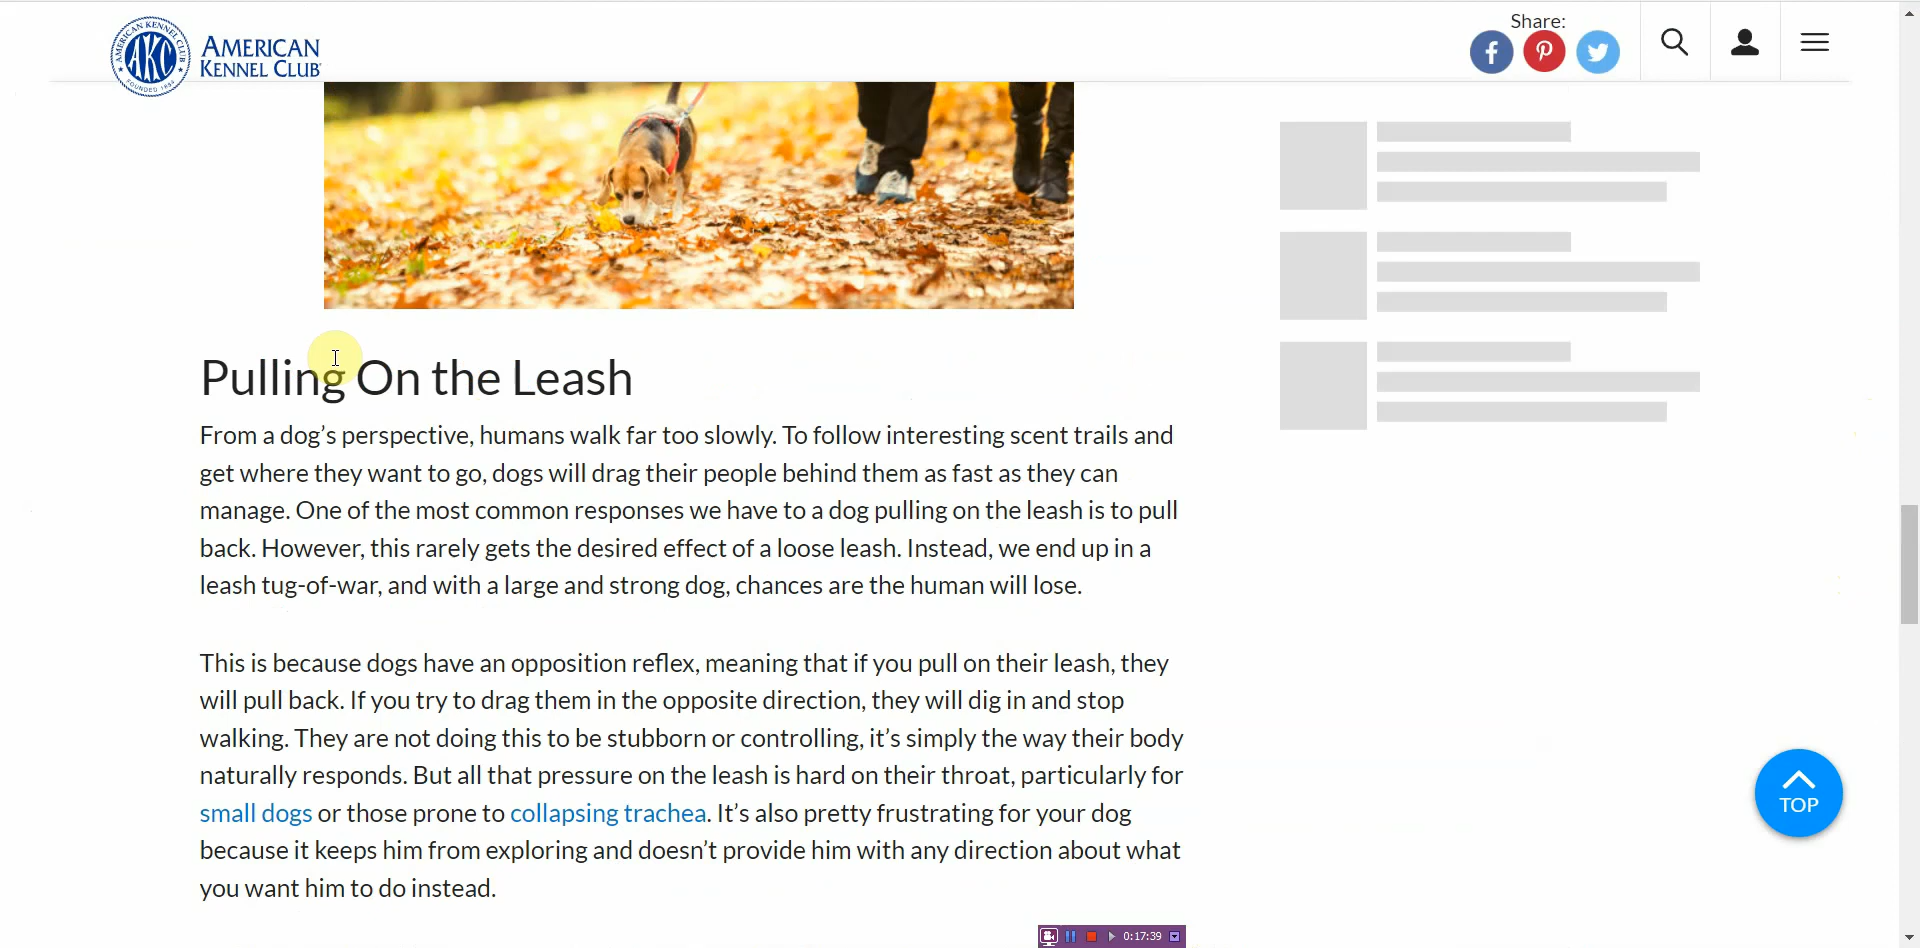 AMERICAN KENNEL CLUB
AKC
FOUNDED 1884
AMERICAN
KENNEL CLUB
Share:
Pulling On the Leash
From a dog’s perspective, humans walk far too slowly. To follow interesting scent trails and
get where they want to go, dogs will drag their people behind them as fast as they can
manage. One of the most common responses we have to a dog pulling on the leash is to pull
back. However, this rarely gets the desired effect of a loose leash. Instead, we end up in a
leash tug-of-war, and with a large and strong dog, chances are the human will lose.
This is because dogs have an opposition reflex, meaning that if you pull on their leash, they
will pull back. If you try to drag them in the opposite direction, they will dig in and stop
walking. They are not doing this to be stubborn or controlling, it’s simply the way their body
naturally responds. But all that pressure on the leash is hard on their throat, particularly for
small dogs or those prone to collapsing trachea. It’s also pretty frustrating for your dog
because it keeps him from exploring and doesn’t provide him with any direction about what
you want him to do instead.
TOP
0:17:39